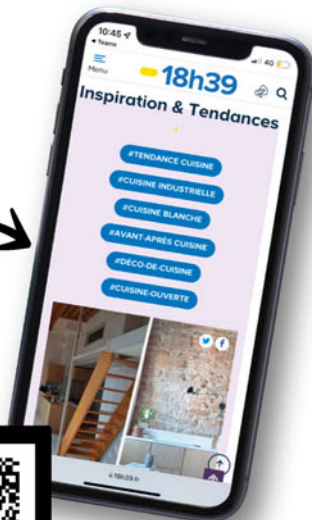 10:45
4G
Teams
Menu
18h39
Inspiration & Tendances
#TENDANCE CUISINE
#CUISINE INDUSTRIELLE
#CUISINE BLANCHE
#AVANT-APRÈS CUISINE
#DÉCO-DE-CUISINE
#CUISINE-OUVERTE
18h39.fr